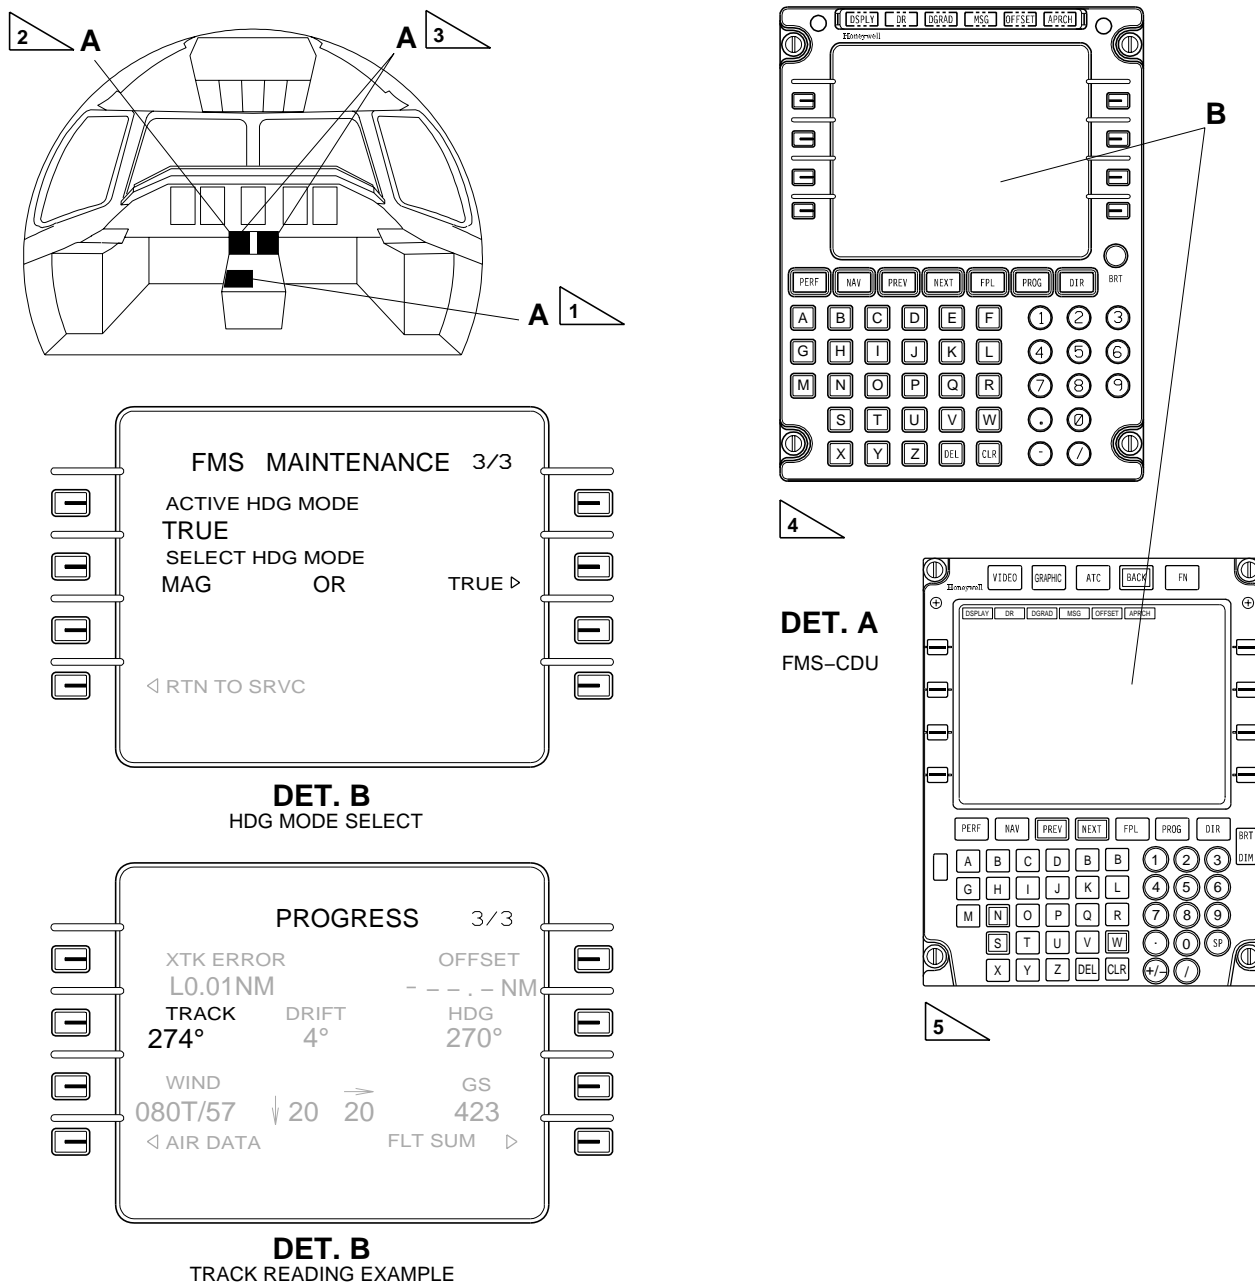 2
A
A
3
A
1
FMS MAINTENANCE 3/3
ACTIVE HDG MODE
TRUE
SELECT HDG MODE
MAG OR TRUE
RTN TO SRVC
DET. B
HDG MODE SELECT
PROGRESS 3/3
XTK ERROR OFFSET
L0.01NM - - - . - NM
TRACK DRIFT HDG
274° 4° 270°
WIND GS
080T/57 ↓ 20 → 20 423
AIR DATA FLT SUM
DET. B
TRACK READING EXAMPLE
DSPLY DR DGRAD MSG OFFSET APRCH
Honeywell
B
BRT
PERF NAV PREV NEXT FPL PROG DIR
A B C D E F 1 2 3
G H I J K L 4 5 6
M N O P Q R 7 8 9
S T U V W . 0
X Y Z DEL CLR - /
4
DET. A
FMS-CDU
VIDEO GRAPHIC ATC BACK FN
Honeywell
DSPLAY DR DGRAD MSG OFFSET APRCH
PERF NAV PREV NEXT FPL PROG DIR
BRT
DIM
A B C D B B 1 2 3
G H I J K L 4 5 6
M N O P Q R 7 8 9
S T U V W . 0 SP
X Y Z DEL CLR +/- /
5